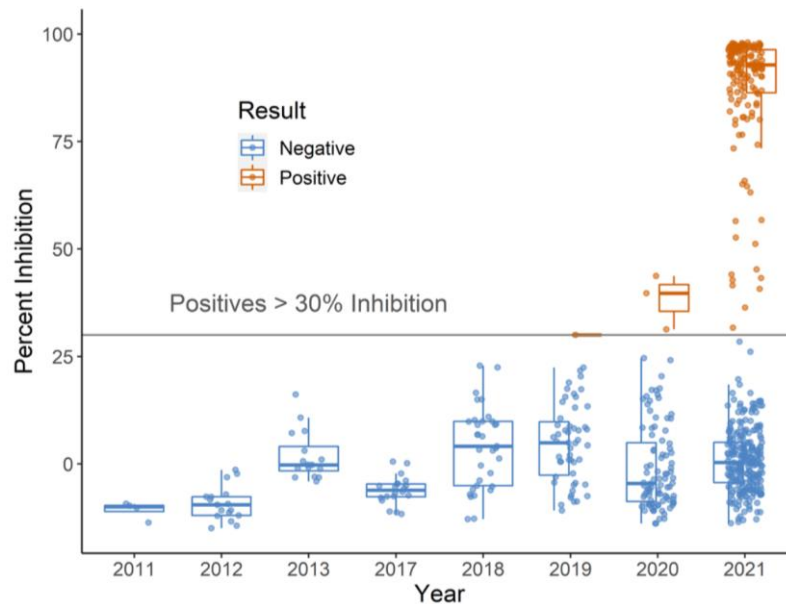 100
75
50
25
0
Percent Inhibition
Result
Negative
Positive
Positives > 30% Inhibition
2011 2012 2013 2017 2018 2019 2020 2021
Year